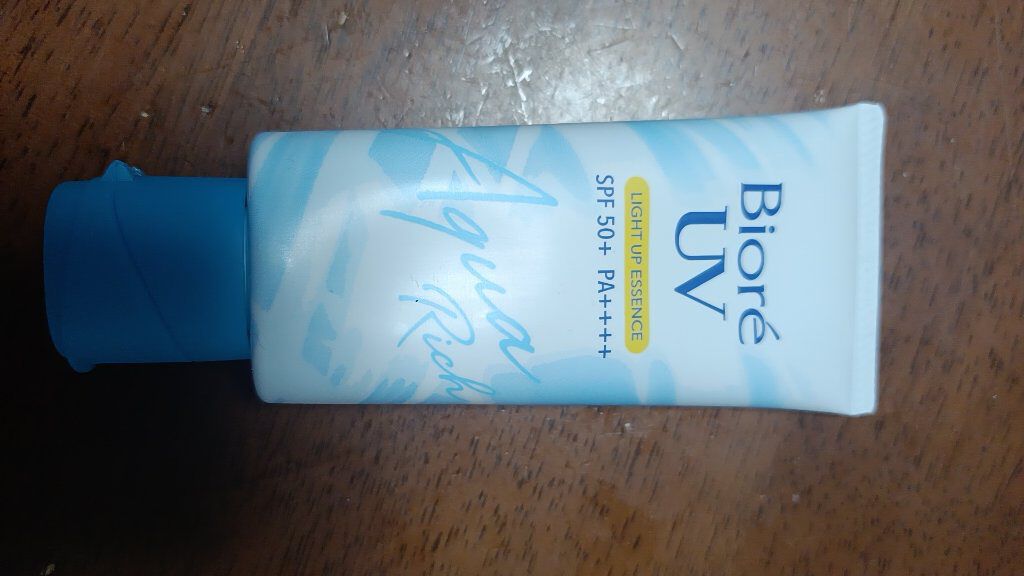 Bioré
UV
LIGHT UP ESSENCE
SPF 50+ PA++++
Aqua
Rich